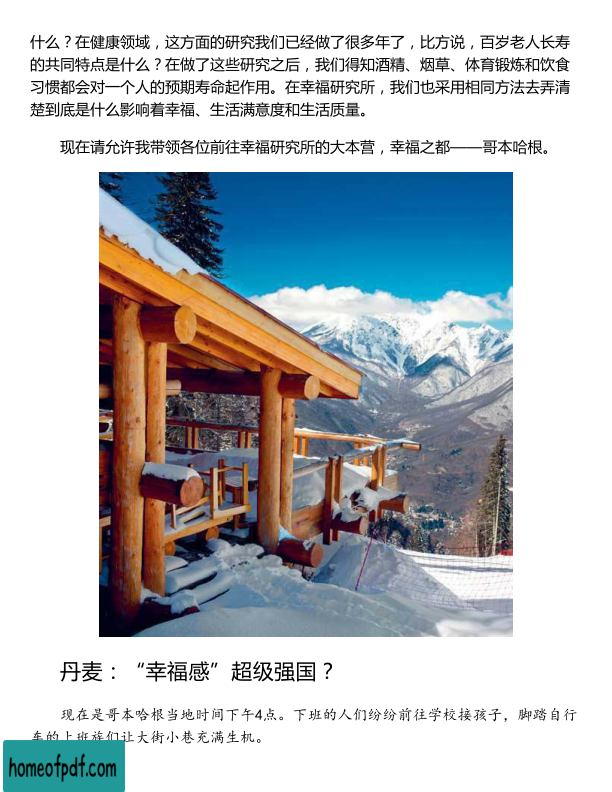 什么？在健康领域，这方面的研究我们已经做了很多年了，比方说，百岁老人长寿
的共同特点是什么？在做了这些研究之后，我们得知酒精、烟草、体育锻炼和饮食
习惯都会对一个人的预期寿命起作用。在幸福研究所，我们也采用相同方法去弄清
楚到底是什么影响着幸福、生活满意度和生活质量。
现在请允许我带领各位前往幸福研究所的大本营，幸福之都——哥本哈根。
丹麦：“幸福感”超级强国？
现在是哥本哈根当地时间下午4点。下班的人们纷纷前往学校接孩子，脚踏自行
车的上班族们让大街小巷充满生机。
homeofpdf.com